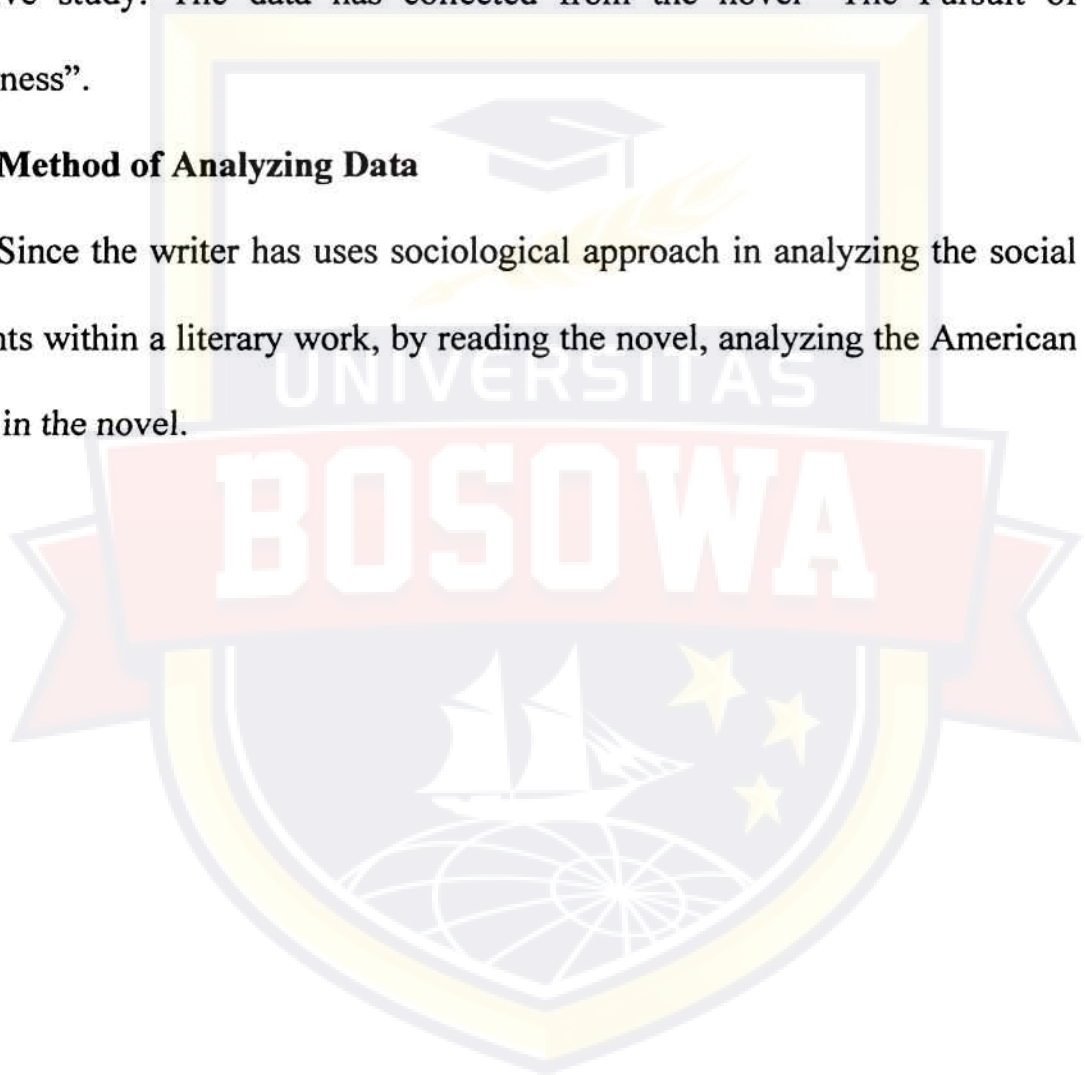 ve study. The data has collected from the novel "The Pursuit of
ness".
Method of Analyzing Data
Since the writer has uses sociological approach in analyzing the social
nts within a literary work, by reading the novel, analyzing the American
in the novel.
UNIVERSITAS
BOSOWA